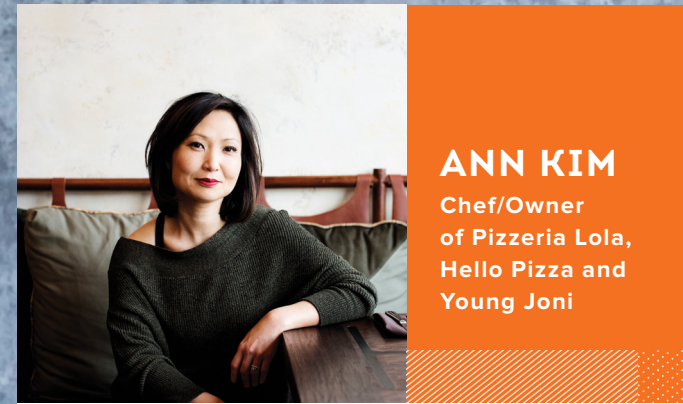 ANN KIM
Chef/Owner
of Pizzeria Lola,
Hello Pizza and
Young Joni